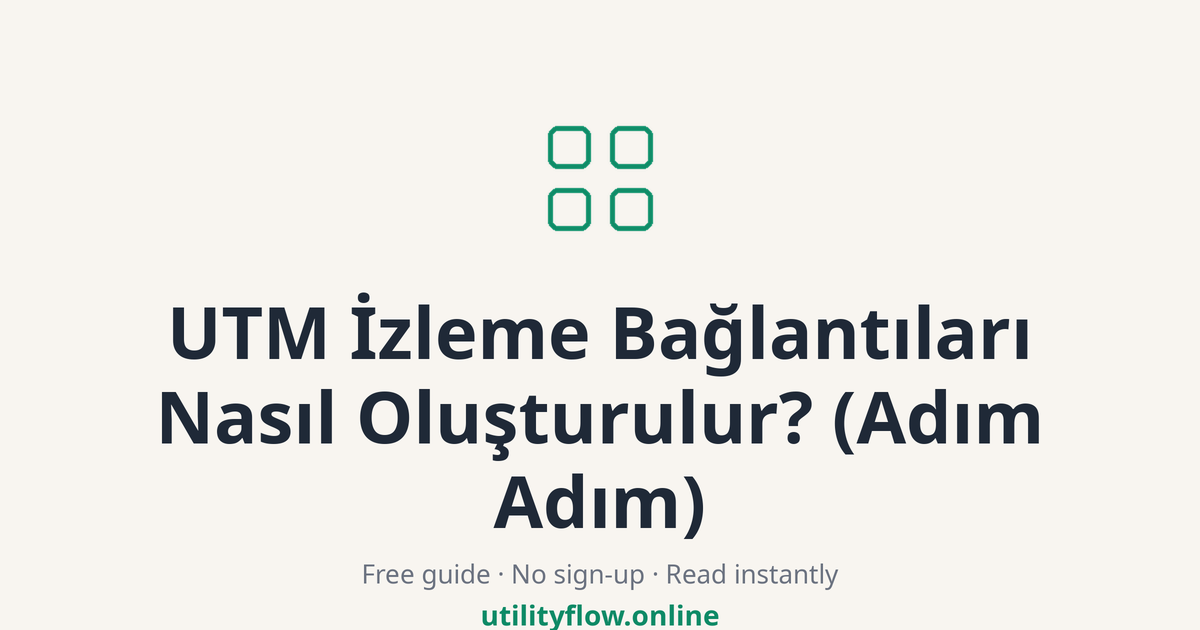 UTM İzleme Bağlantıları
Nasıl Oluşturulur? (Adım
Adım)
Free guide · No sign-up · Read instantly
utilityflow.online